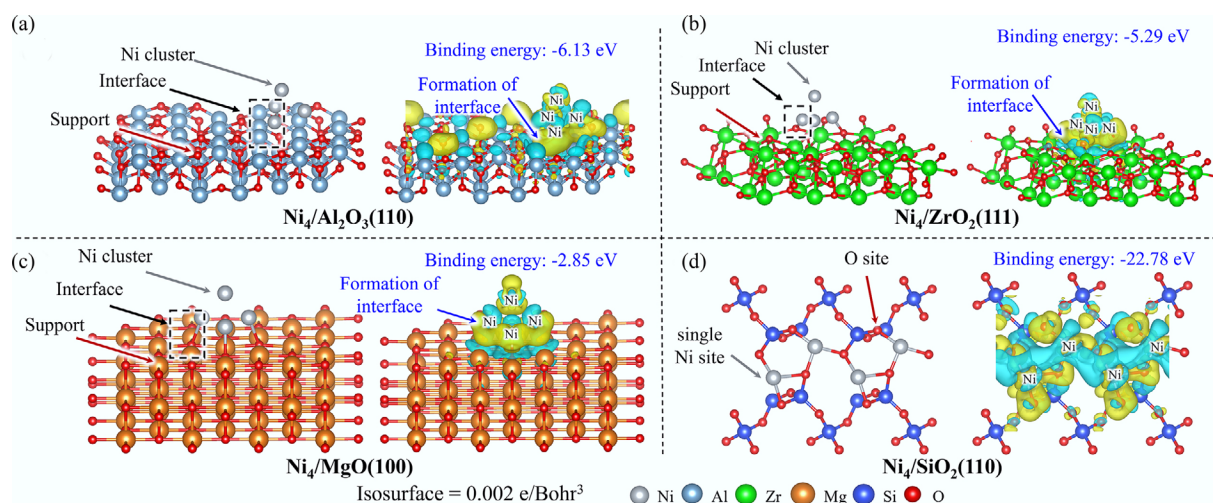 (a)
Ni cluster
Interface
Support
Binding energy: -6.13 eV
Formation of
interface
Ni
Ni
Ni
Ni
Ni₄/Al₂O₃(110)
(b)
Ni cluster
Interface
Support
Binding energy: -5.29 eV
Formation of
interface
Ni
Ni
Ni
Ni
Ni₄/ZrO₂(111)
(c)
Ni cluster
Interface
Support
Binding energy: -2.85 eV
Formation of
interface
Ni
Ni
Ni
Ni
Ni₄/MgO(100)
(d)
O site
single
Ni site
Binding energy: -22.78 eV
Ni
Ni
Ni
Ni
Ni₄/SiO₂(110)
Isosurface = 0.002 e/Bohr³
Ni Al Zr Mg Si O